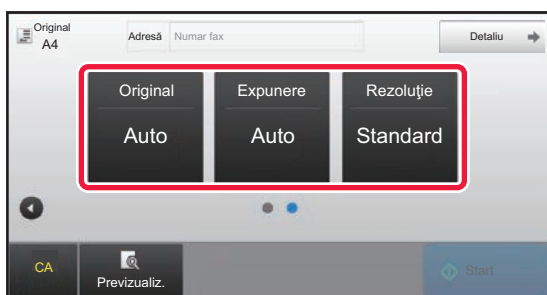 Original
A4
Adresă
Numar fax
Detaliu
Original
Expunere
Rezoluţie
Auto
Auto
Standard
CA
Previzualiz.
Start